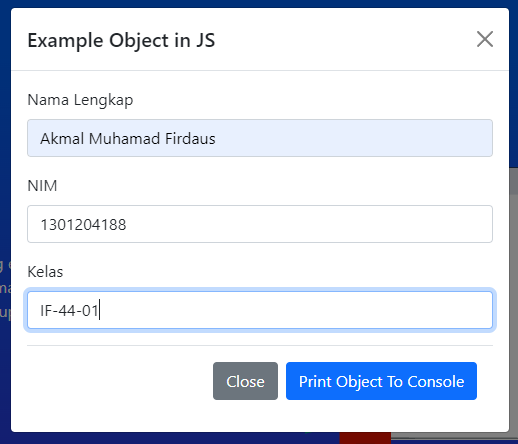 Example Object in JS
Nama Lengkap
Akmal Muhamad Firdaus
NIM
1301204188
Kelas
IF-44-01
Close
Print Object To Console